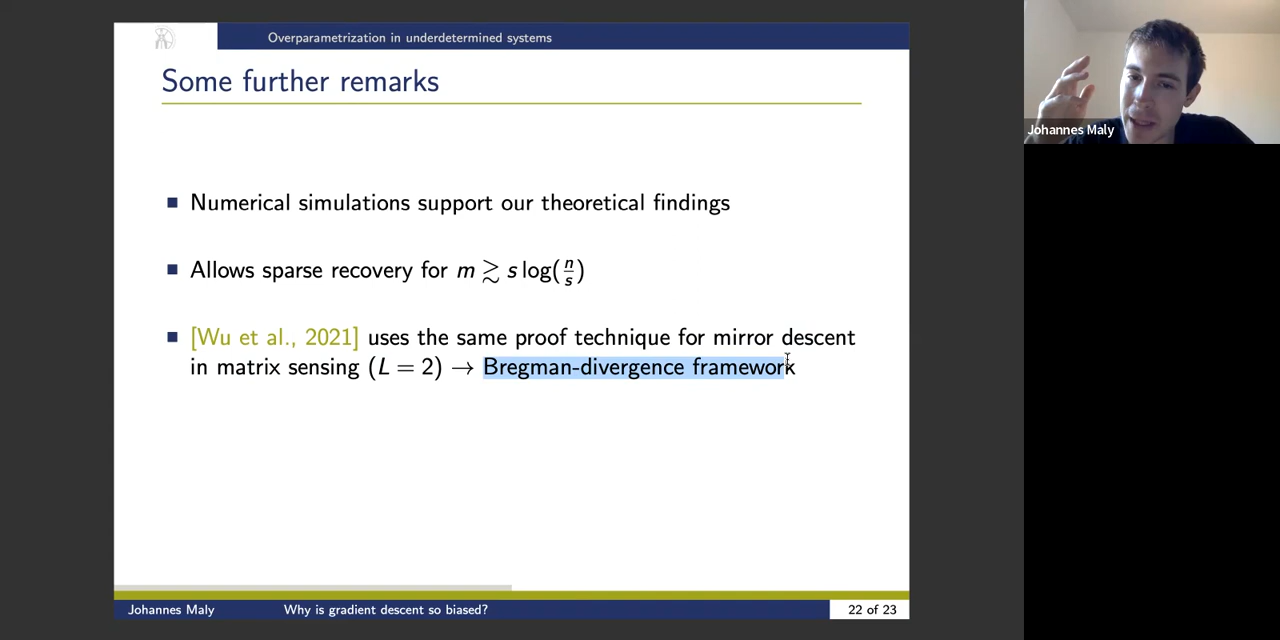 Overparametrization in underdetermined systems
Some further remarks
Numerical simulations support our theoretical findings
Allows sparse recovery for m ≳ s log(n/s)
[Wu et al., 2021] uses the same proof technique for mirror descent
in matrix sensing (L = 2) → Bregman-divergence framework
Johannes Maly
Why is gradient descent so biased?
22 of 23
Johannes Maly